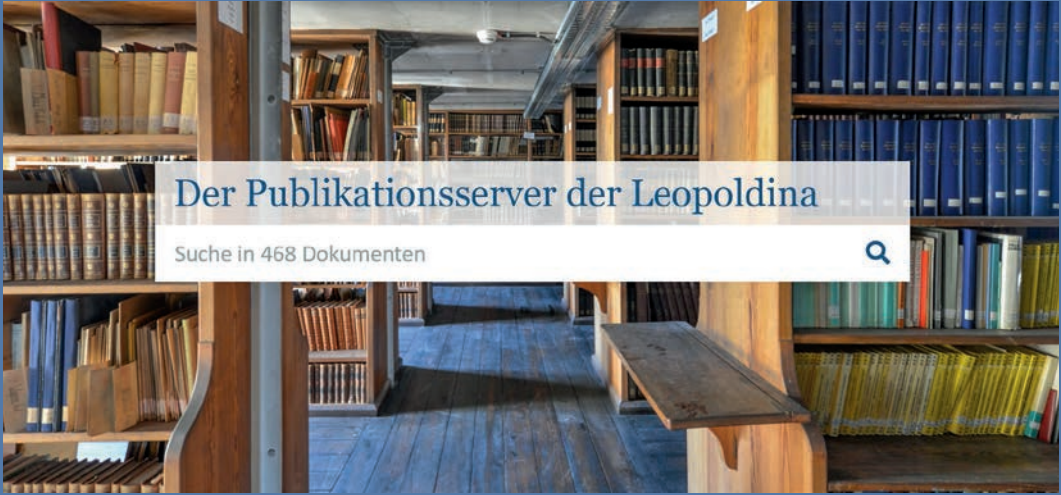 Der Publikationsserver der Leopoldina
Suche in 468 Dokumenten